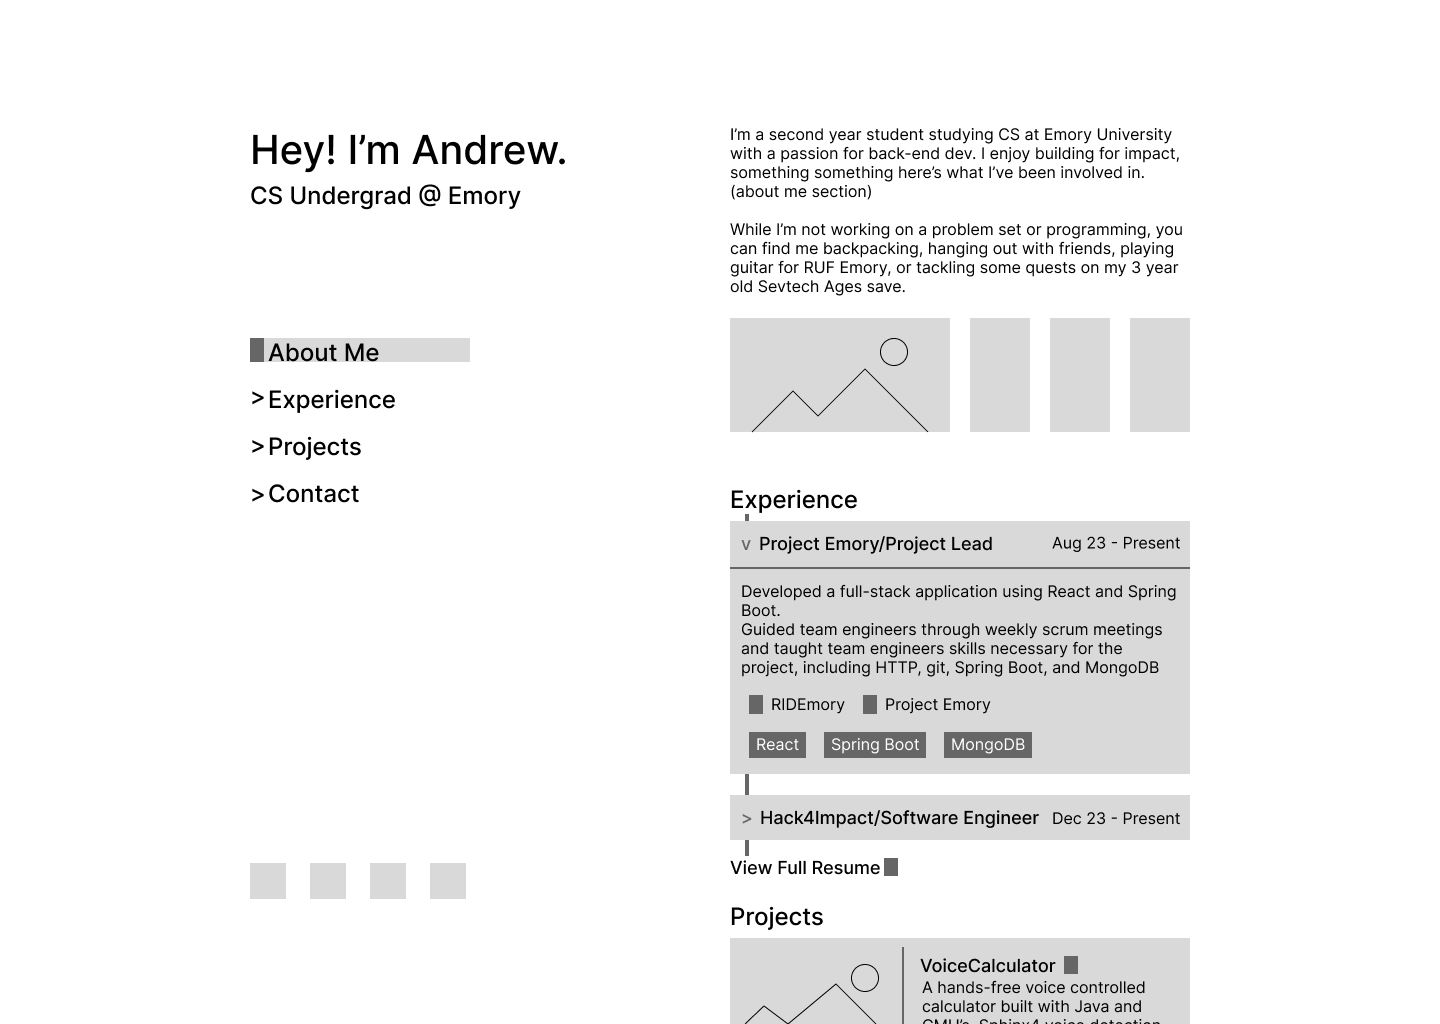 Hey! I’m Andrew.
CS Undergrad @ Emory
About Me
> Experience
> Projects
> Contact
I’m a second year student studying CS at Emory University
with a passion for back-end dev. I enjoy building for impact,
something something here’s what I’ve been involved in.
(about me section)
While I’m not working on a problem set or programming, you
can find me backpacking, hanging out with friends, playing
guitar for RUF Emory, or tackling some quests on my 3 year
old Sevtech Ages save.
Experience
v Project Emory/Project Lead Aug 23 - Present
Developed a full-stack application using React and Spring
Boot.
Guided team engineers through weekly scrum meetings
and taught team engineers skills necessary for the
project, including HTTP, git, Spring Boot, and MongoDB
RIDEmory Project Emory
React Spring Boot MongoDB
> Hack4Impact/Software Engineer Dec 23 - Present
View Full Resume
Projects
VoiceCalculator
A hands-free voice controlled
calculator built with Java and
CMU’s Sphinx4 voice detection